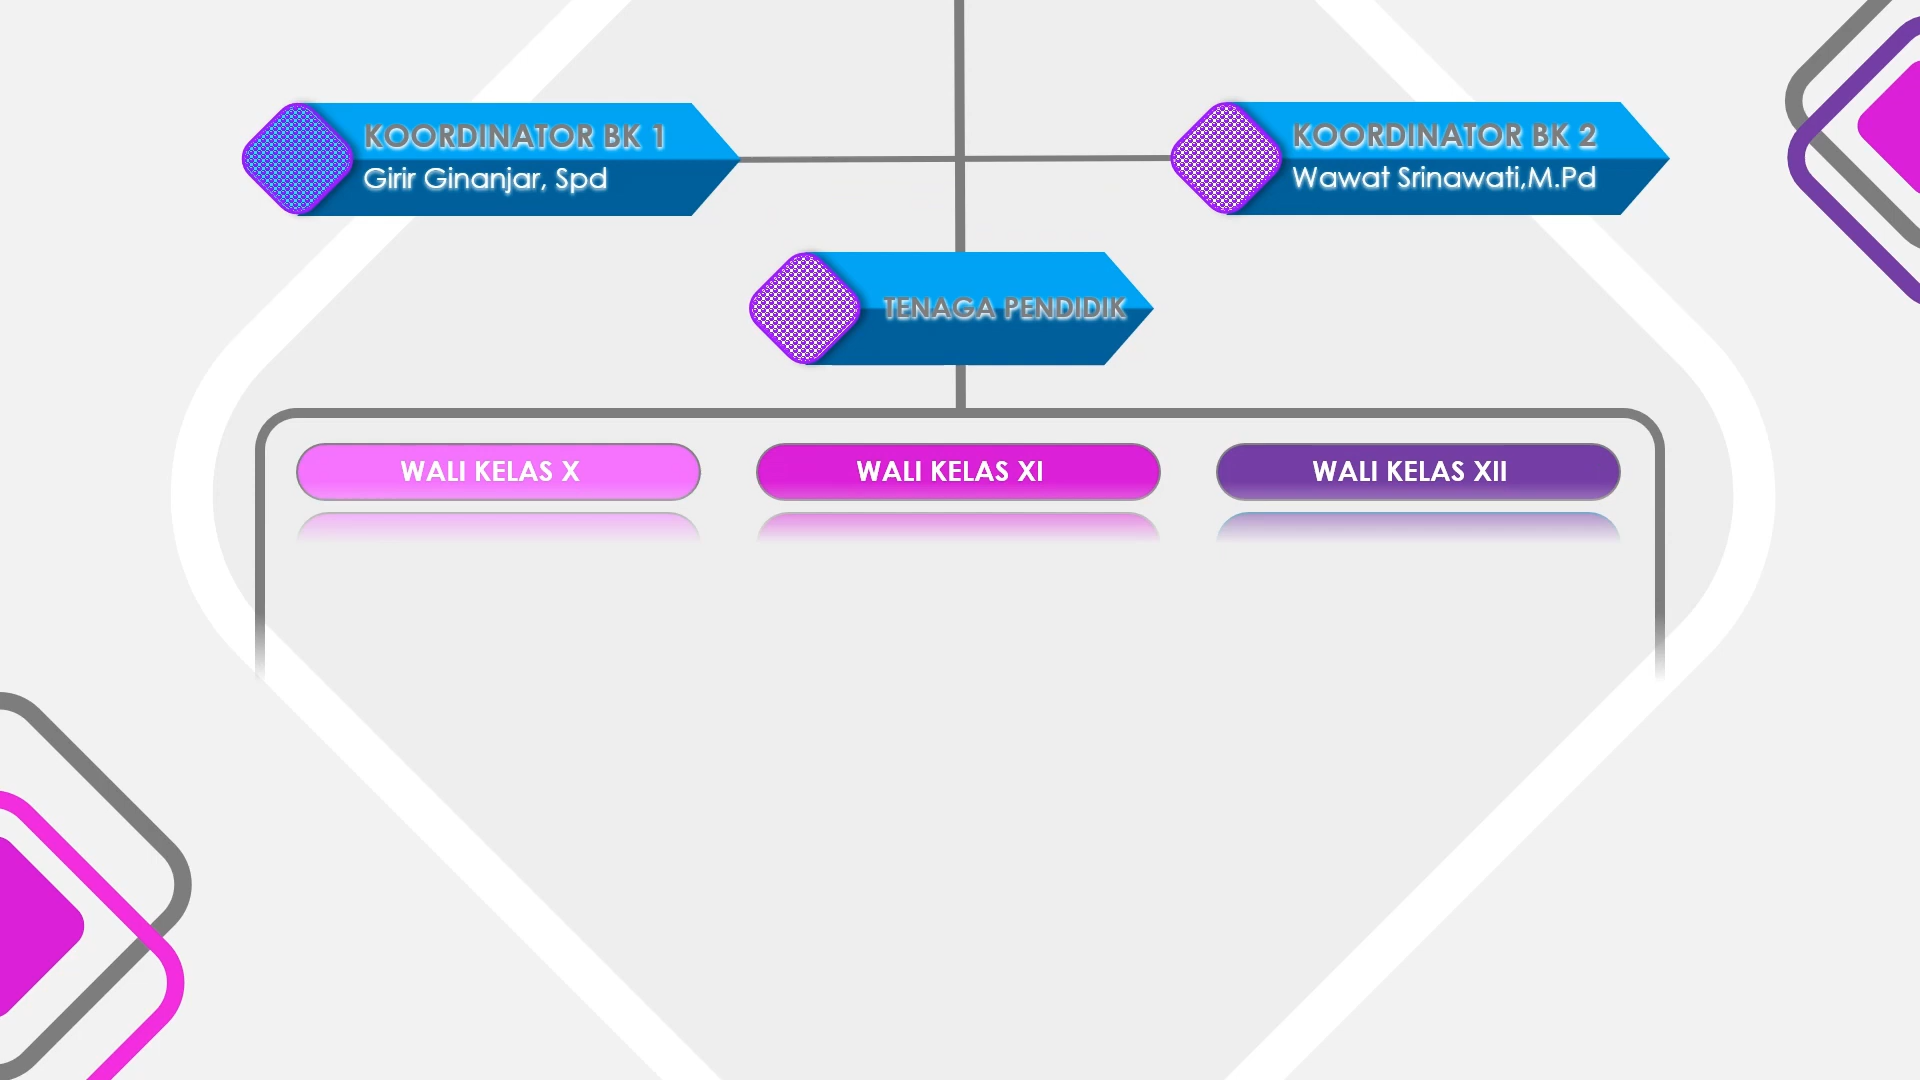 KOORDINATOR BK 1
Girir Ginanjar, Spd
KOORDINATOR BK 2
Wawat Srinawati,M.Pd
TENAGA PENDIDIK
WALI KELAS X
WALI KELAS XI
WALI KELAS XII